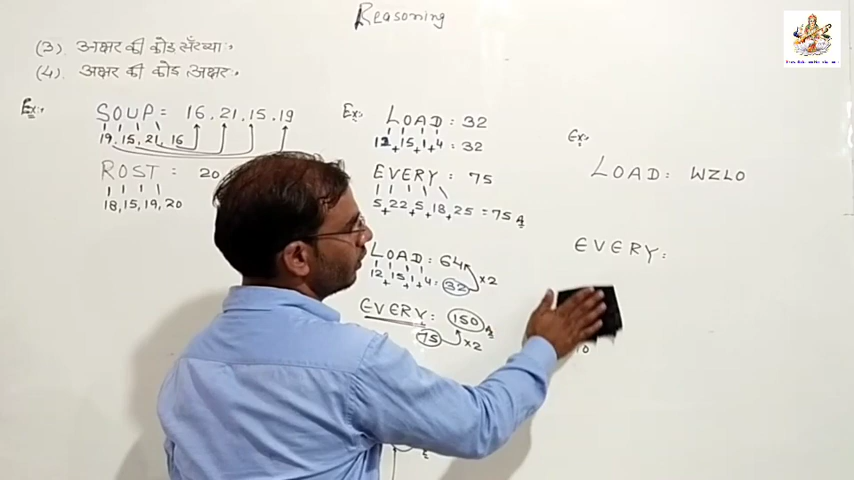 Reasoning
(3). अक्षर की कोड सँख्याः
(4). अक्षर की कोड अक्षरः
Ex:
SOUP = 16, 21, 15, 19
19, 15, 21, 16
ROST : 20
18, 15, 19, 20
Ex:
LOAD : 32
12+15+1+4 = 32
EVERY : 75
5+22+5+18+25 = 75 A
LOAD : 64
12+15+1+4 = 32 ×2
EVERY : 150 A
75 ×2
Ex:
LOAD : WZLO
EVERY :
10